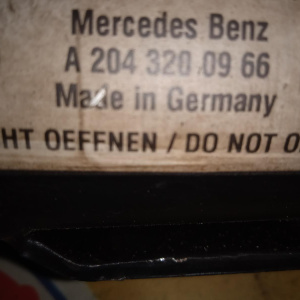 Mercedes Benz
A 204 320 09 66
Made in Germany
HT OEFFNEN / DO NOT O